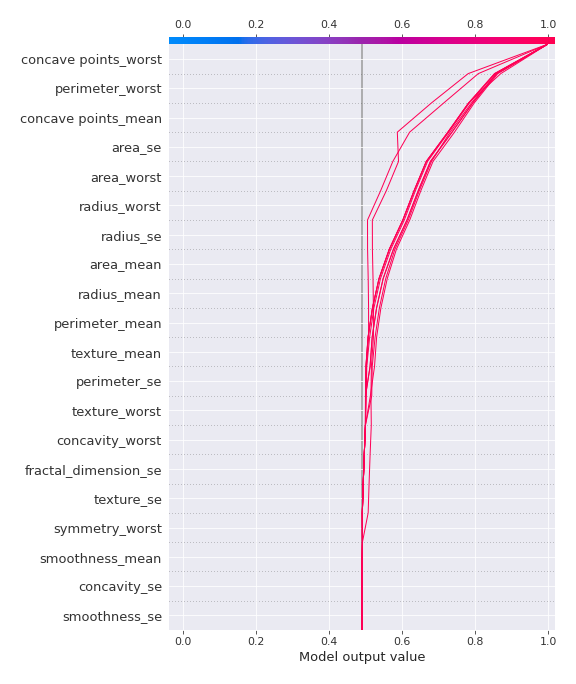 0.0 0.2 0.4 0.6 0.8 1.0
concave points_worst
perimeter_worst
concave points_mean
area_se
area_worst
radius_worst
radius_se
area_mean
radius_mean
perimeter_mean
texture_mean
perimeter_se
texture_worst
concavity_worst
fractal_dimension_se
texture_se
symmetry_worst
smoothness_mean
concavity_se
smoothness_se
0.0 0.2 0.4 0.6 0.8 1.0
Model output value